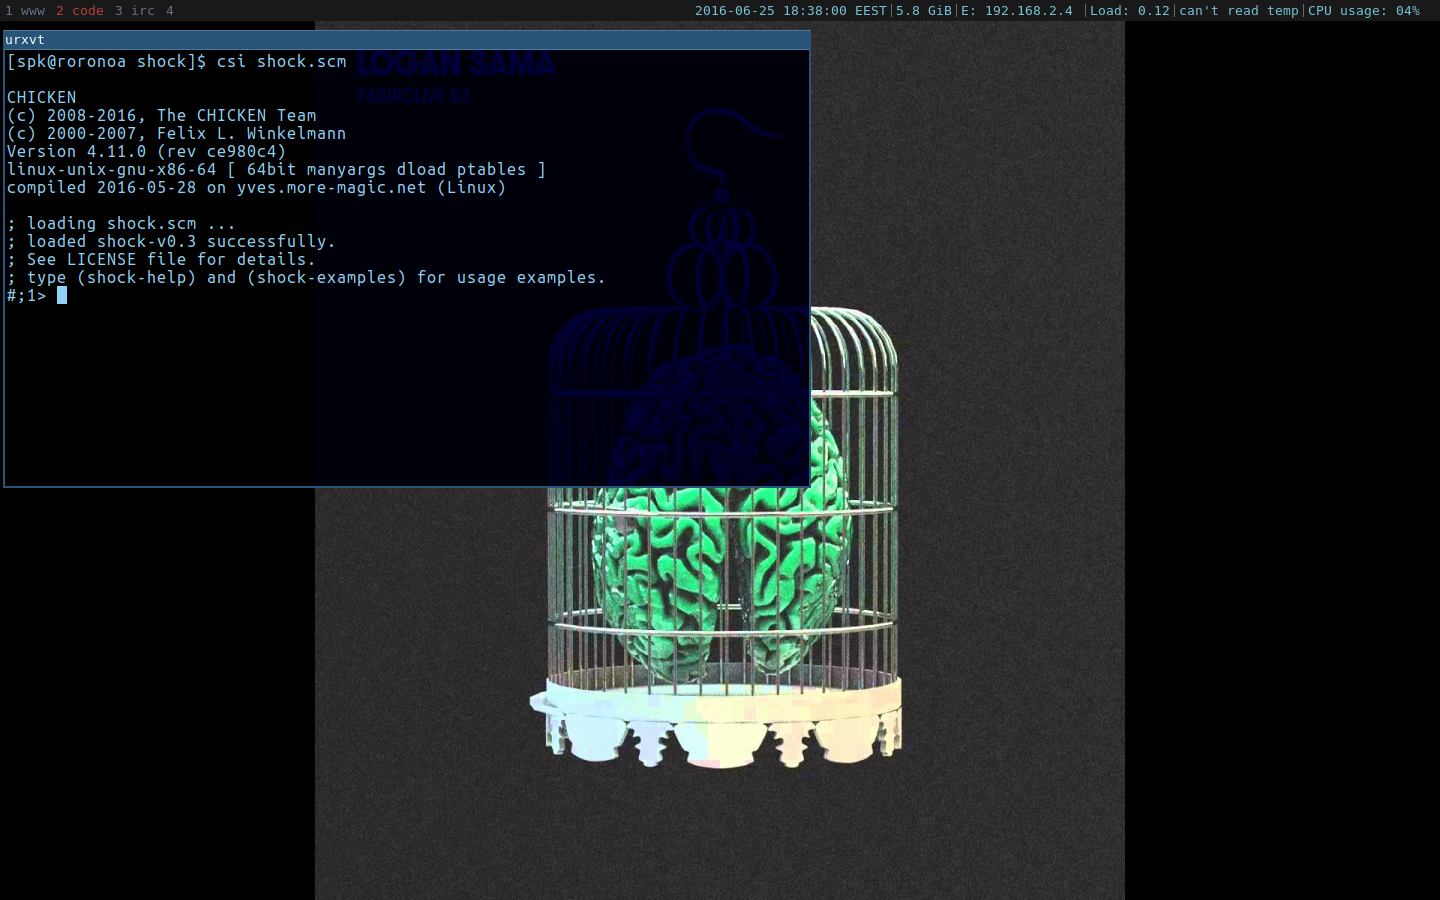 1 www 2 code 3 irc 4
2016-06-25 18:38:00 EEST|5.8 GiB|E: 192.168.2.4 |Load: 0.12|can't read temp|CPU usage: 04%
urxvt
[spk@roronoa shock]$ csi shock.scm
LOGAN SAMA
FABRICLIVE 83
CHICKEN
(c) 2008-2016, The CHICKEN Team
(c) 2000-2007, Felix L. Winkelmann
Version 4.11.0 (rev ce980c4)
linux-unix-gnu-x86-64 [ 64bit manyargs dload ptables ]
compiled 2016-05-28 on yves.more-magic.net (Linux)
; loading shock.scm ...
; loaded shock-v0.3 successfully.
; See LICENSE file for details.
; type (shock-help) and (shock-examples) for usage examples.
#;1>